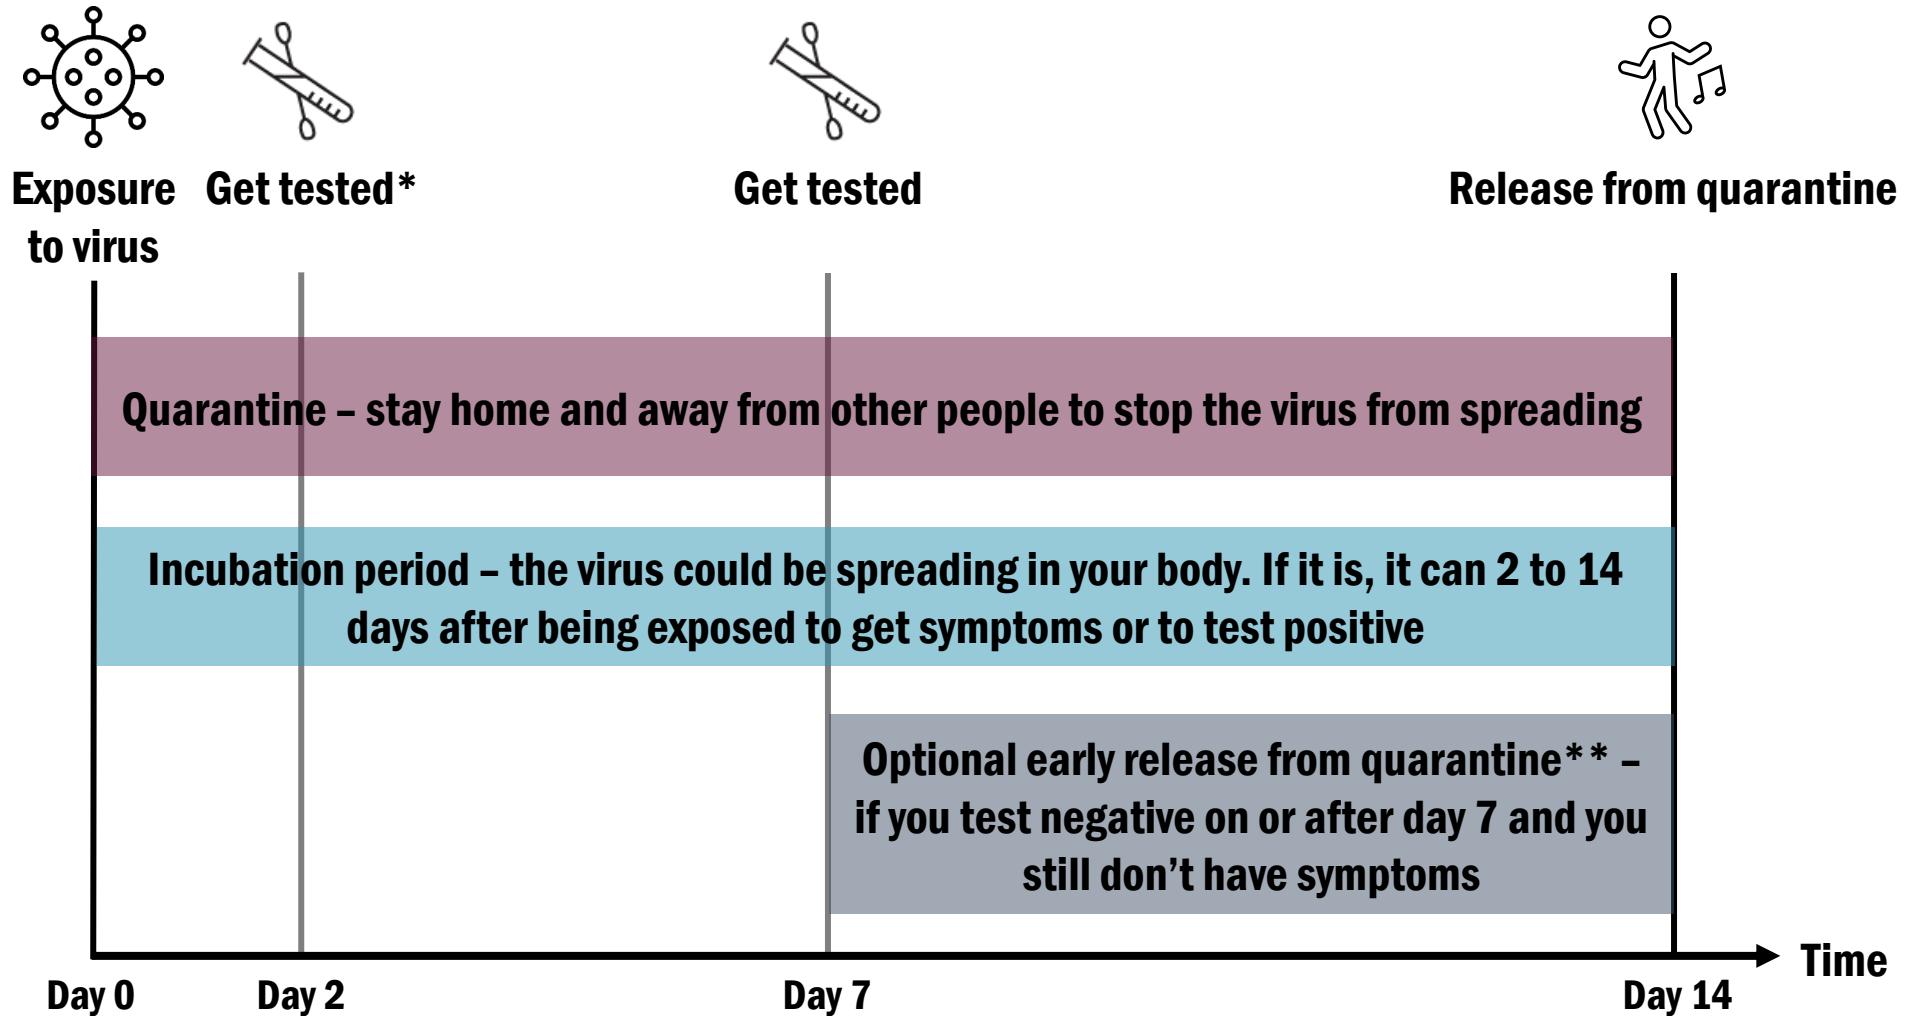 Exposure
to virus
Get tested*
Get tested
Release from quarantine
Quarantine – stay home and away from other people to stop the virus from spreading
Incubation period – the virus could be spreading in your body. If it is, it can 2 to 14
days after being exposed to get symptoms or to test positive
Optional early release from quarantine** –
if you test negative on or after day 7 and you
still don’t have symptoms
Time
Day 0
Day 2
Day 7
Day 14